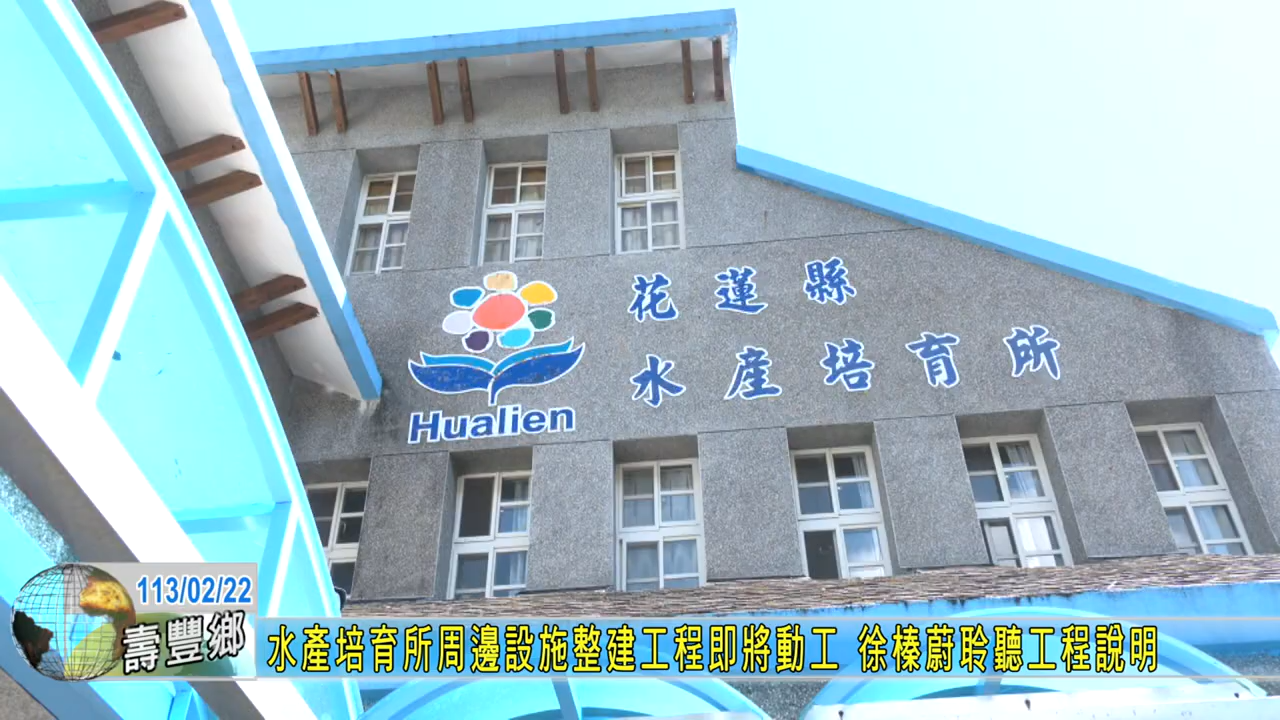 花蓮縣
水產培育所
Hualien
113/02/22
壽豐鄉
水產培育所周邊設施整建工程即將動工 徐榛蔚聆聽工程說明